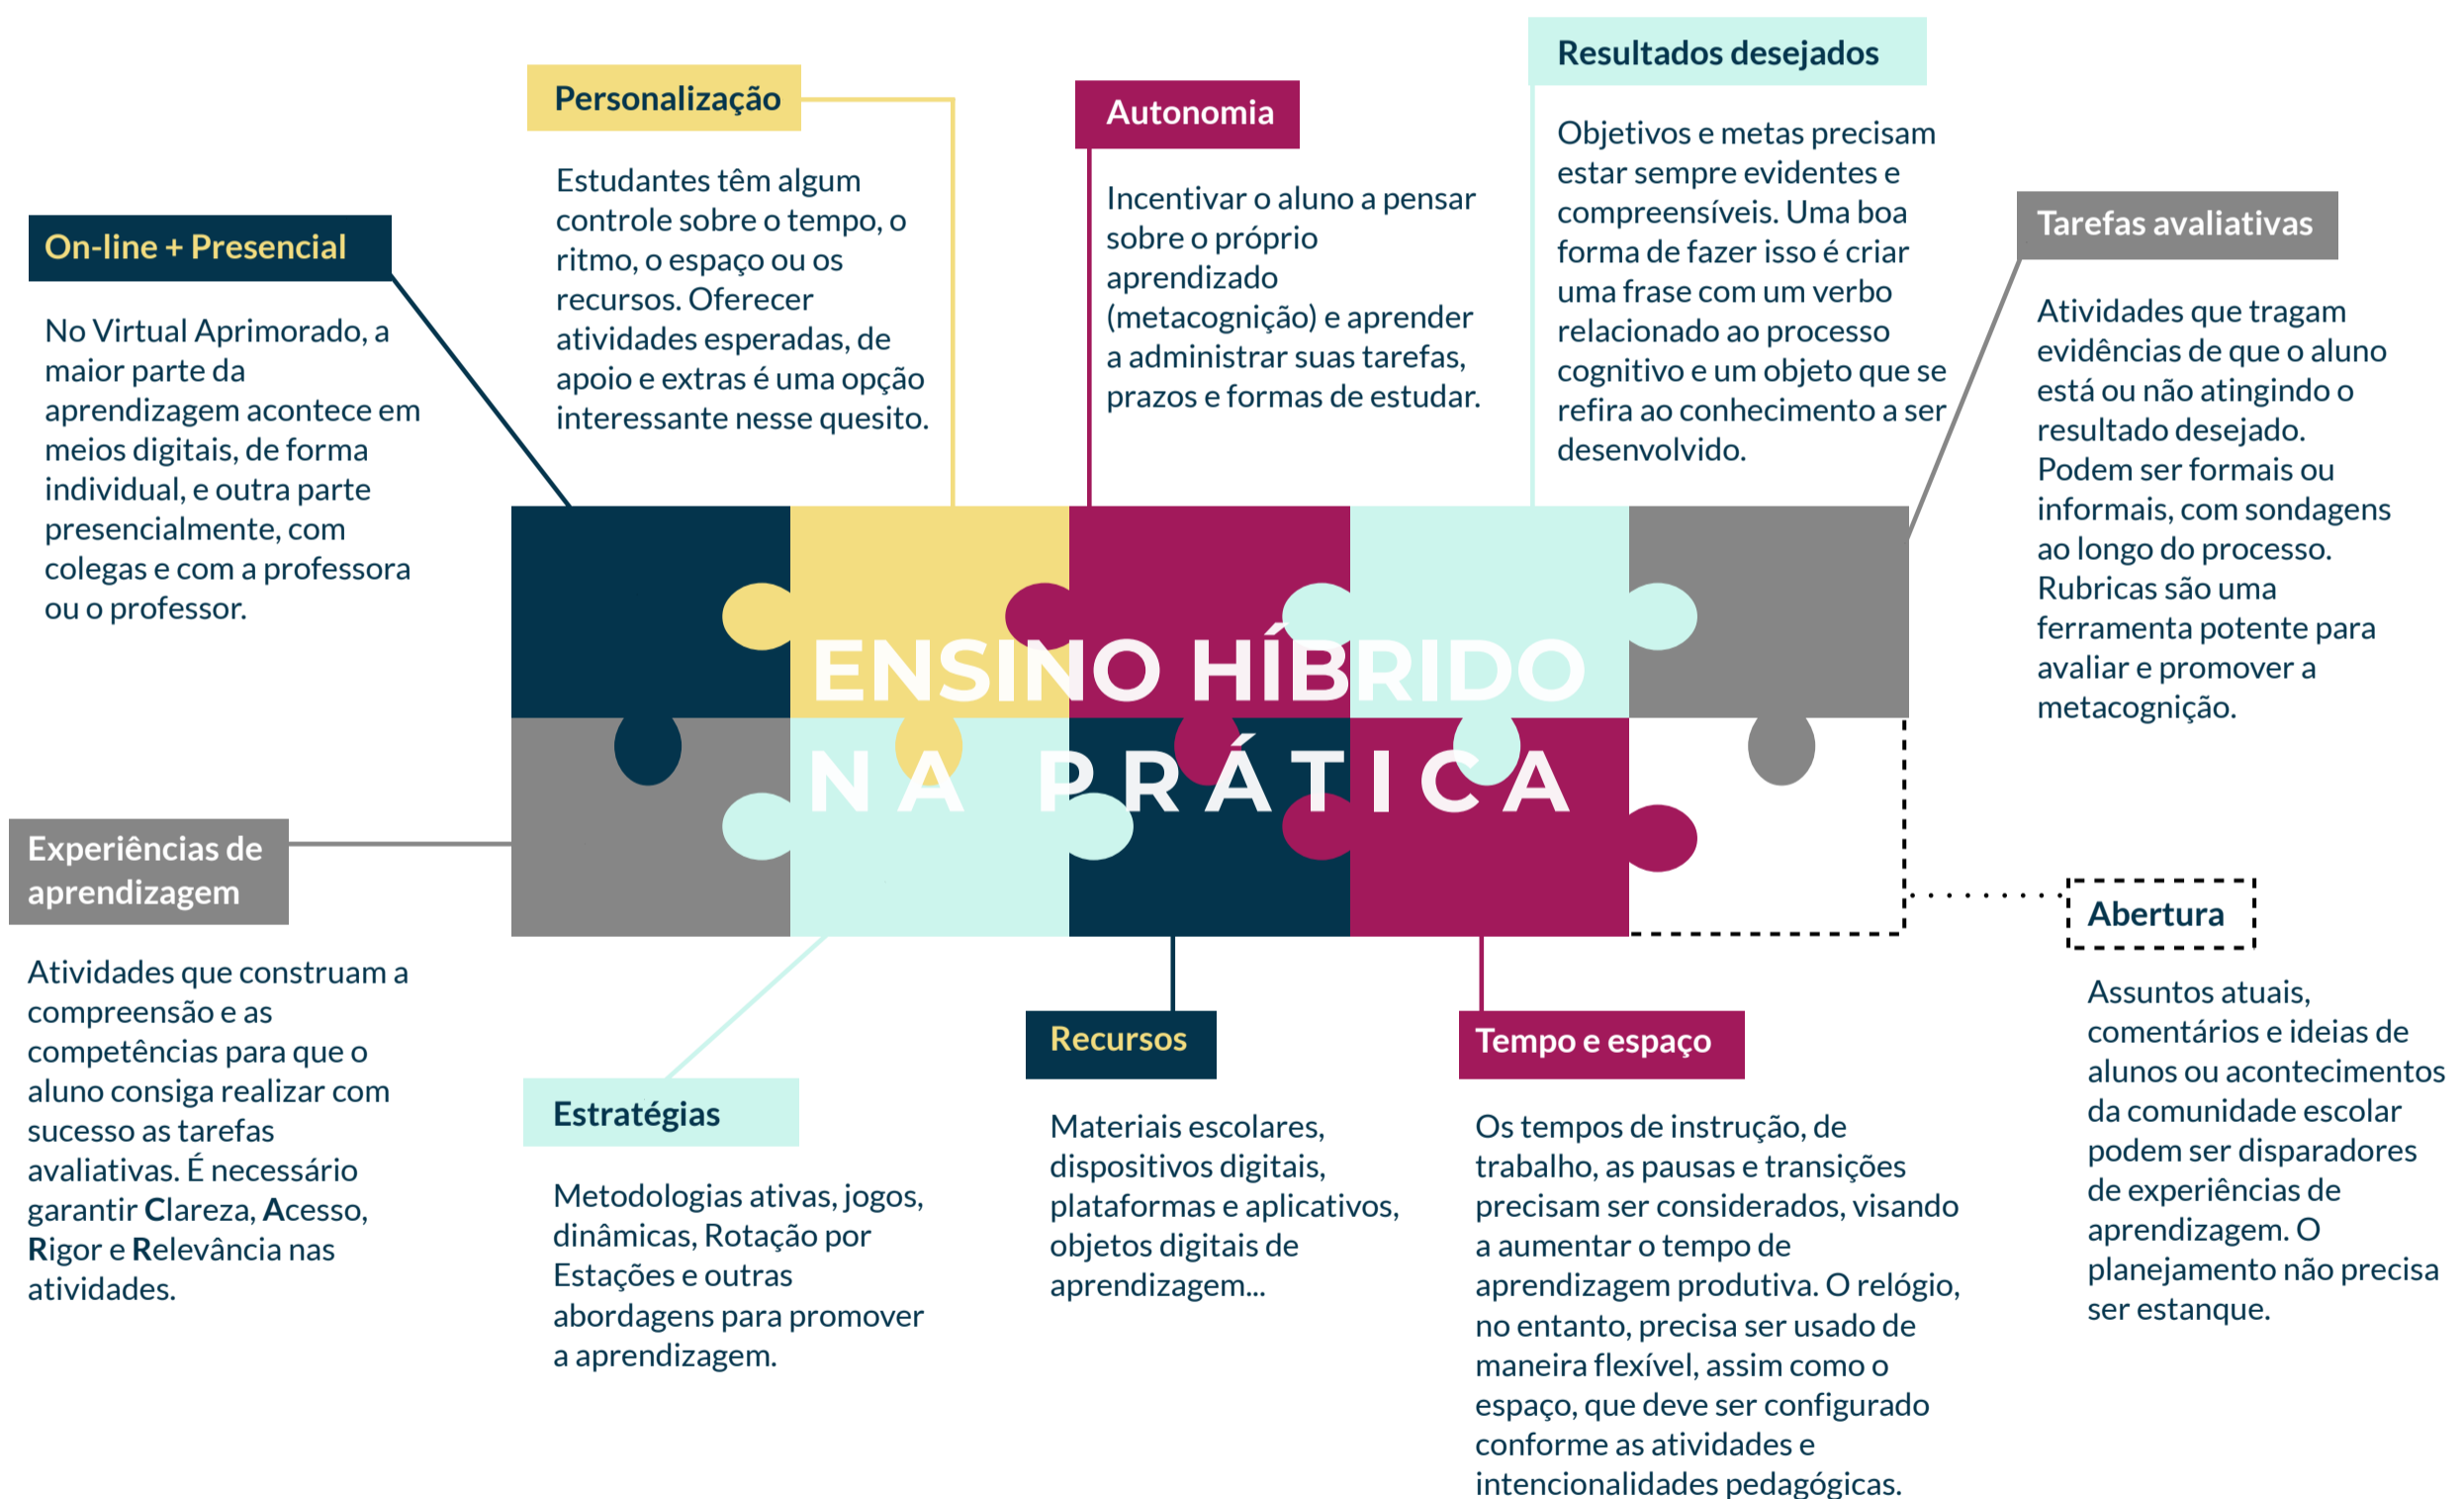 On-line + Presencial
No Virtual Aprimorado, a
maior parte da
aprendizagem acontece em
meios digitais, de forma
individual, e outra parte
presencialmente, com
colegas e com a professora
ou o professor.
Personalização
Estudantes têm algum
controle sobre o tempo, o
ritmo, o espaço ou os
recursos. Oferecer
atividades esperadas, de
apoio e extras é uma opção
interessante nesse quesito.
Autonomia
Incentivar o aluno a pensar
sobre o próprio
aprendizado
(metacognição) e aprender
a administrar suas tarefas,
prazos e formas de estudar.
Resultados desejados
Objetivos e metas precisam
estar sempre evidentes e
compreensíveis. Uma boa
forma de fazer isso é criar
uma frase com um verbo
relacionado ao processo
cognitivo e um objeto que se
refira ao conhecimento a ser
desenvolvido.
Tarefas avaliativas
Atividades que tragam
evidências de que o aluno
está ou não atingindo o
resultado desejado.
Podem ser formais ou
informais, com sondagens
ao longo do processo.
Rubricas são uma
ferramenta potente para
avaliar e promover a
metacognição.
ENSINO HÍBRIDO
NA PRÁTICA
Experiências de
aprendizagem
Atividades que construam a
compreensão e as
competências para que o
aluno consiga realizar com
sucesso as tarefas
avaliativas. É necessário
garantir Clareza, Acesso,
Rigor e Relevância nas
atividades.
Estratégias
Metodologias ativas, jogos,
dinâmicas, Rotação por
Estações e outras
abordagens para promover
a aprendizagem.
Recursos
Materiais escolares,
dispositivos digitais,
plataformas e aplicativos,
objetos digitais de
aprendizagem...
Tempo e espaço
Os tempos de instrução, de
trabalho, as pausas e transições
precisam ser considerados, visando
a aumentar o tempo de
aprendizagem produtiva. O relógio,
no entanto, precisa ser usado de
maneira flexível, assim como o
espaço, que deve ser configurado
conforme as atividades e
intencionalidades pedagógicas.
Abertura
Assuntos atuais,
comentários e ideias de
alunos ou acontecimentos
da comunidade escolar
podem ser disparadores
de experiências de
aprendizagem. O
planejamento não precisa
ser estanque.